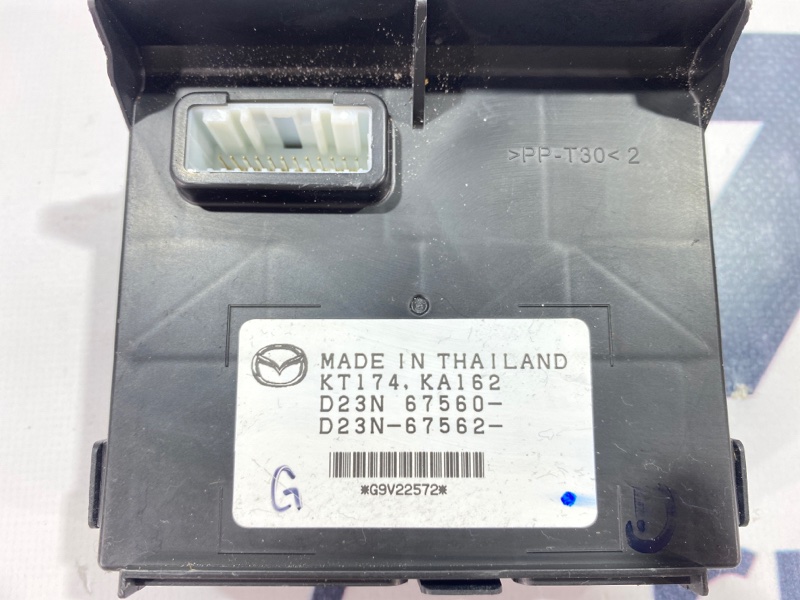 >PP-T30<2
MADE IN THAILAND
KT174, KA162
D23N 67560-
D23N-67562-
*G9V22572*
G